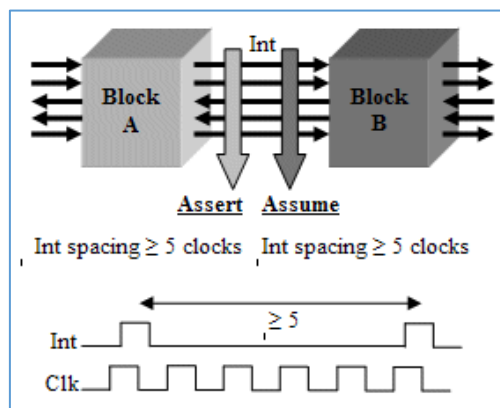 Int
Block
A
Block
B
Assert Assume
Int spacing ≥ 5 clocks Int spacing ≥ 5 clocks
≥ 5
Int
Clk